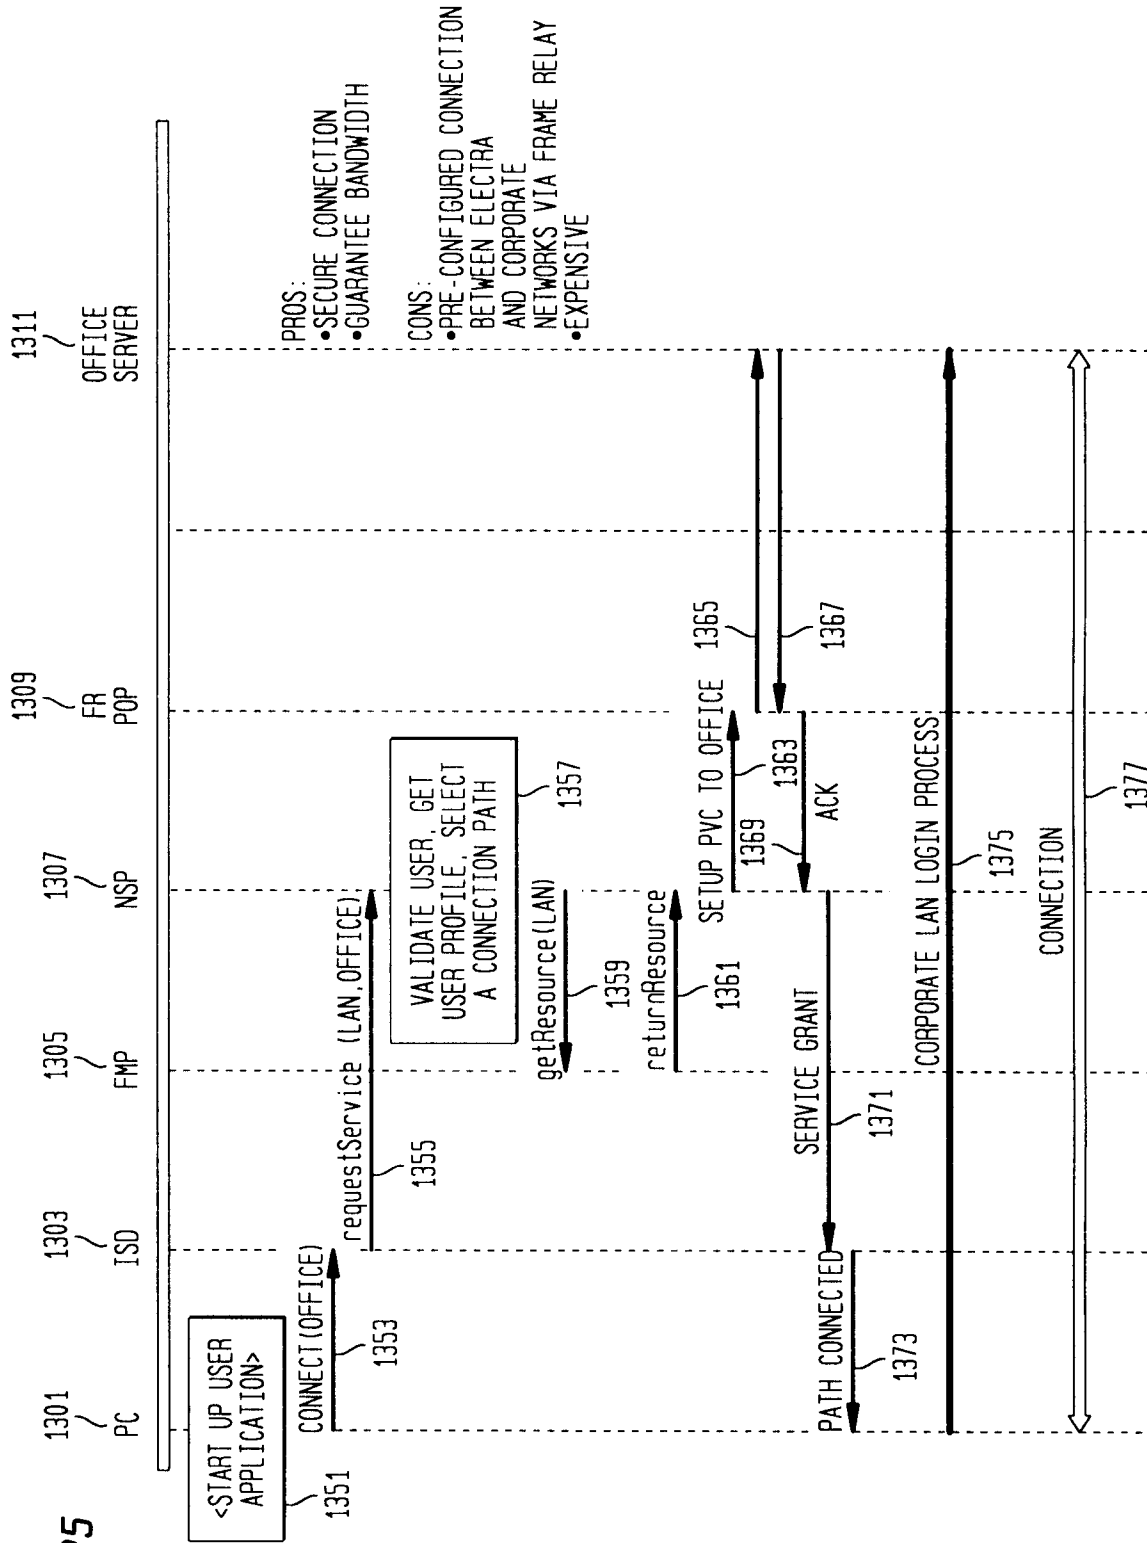 25
1301
PC
1303
ISD
1305
FMP
1307
NSP
1309
FR
POP
1311
OFFICE
SERVER
<START UP USER
APPLICATION>
1351
CONNECT(OFFICE)
1353
requestService (LAN,OFFICE)
1355
VALIDATE USER, GET
USER PROFILE, SELECT
A CONNECTION PATH
1357
getResource(LAN)
1359
returnResource
1361
SETUP PVC TO OFFICE
1363
1365
1367
1369
ACK
SERVICE GRANT
1371
PATH CONNECTED
1373
CORPORATE LAN LOGIN PROCESS
1375
CONNECTION
1377
PROS:
•SECURE CONNECTION
•GUARANTEE BANDWIDTH
CONS:
•PRE-CONFIGURED CONNECTION
BETWEEN ELECTRA
AND CORPORATE
NETWORKS VIA FRAME RELAY
•EXPENSIVE